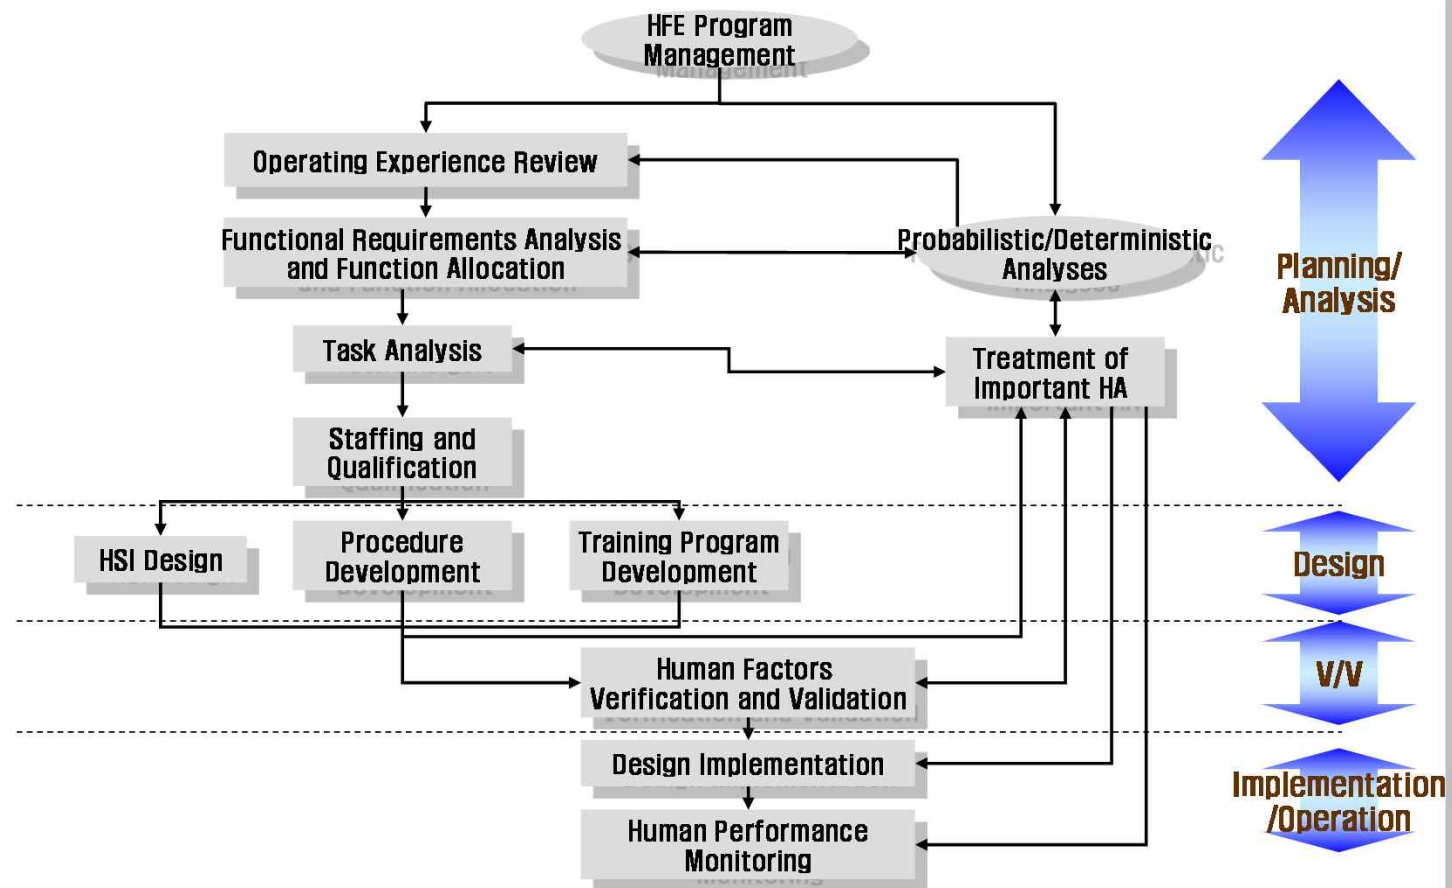 HFE Program
Management
Operating Experience Review
Functional Requirements Analysis
and Function Allocation
Probabilistic/Deterministic
Analyses
Planning/
Analysis
Task Analysis
Treatment of
Important HA
Staffing and
Qualification
HSI Design
Procedure
Development
Training Program
Development
Design
Human Factors
Verification and Validation
V/V
Design Implementation
Implementation
/Operation
Human Performance
Monitoring